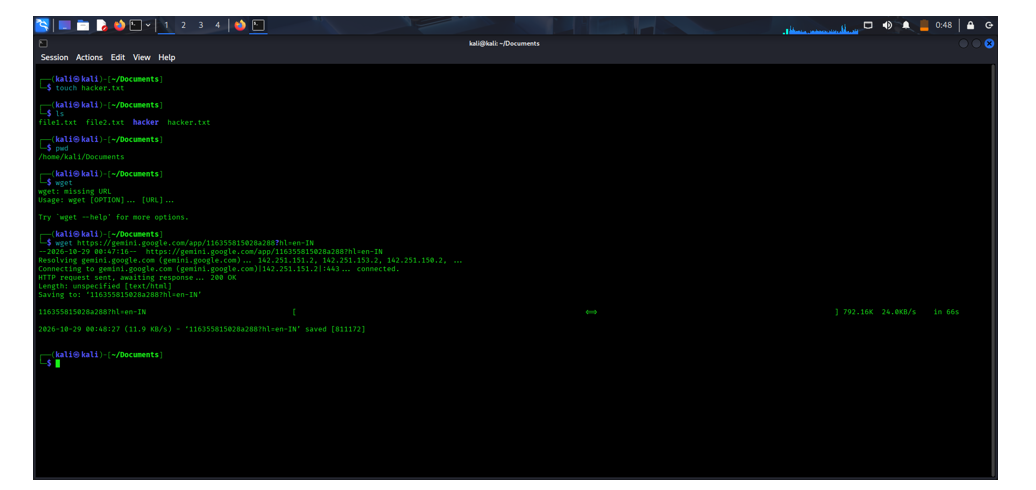 1 2 3 4
0:48
kali@kali: ~/Documents
Session Actions Edit View Help
┌──(kali㉿kali)-[~/Documents]
└─$ touch hacker.txt
┌──(kali㉿kali)-[~/Documents]
└─$ ls
file1.txt file2.txt hacker hacker.txt
┌──(kali㉿kali)-[~/Documents]
└─$ pwd
/home/kali/Documents
┌──(kali㉿kali)-[~/Documents]
└─$ wget
wget: missing URL
Usage: wget [OPTION]... [URL]...
Try `wget --help' for more options.
┌──(kali㉿kali)-[~/Documents]
└─$ wget https://gemini.google.com/app/116355815028a288?hl=en-IN
--2026-10-29 00:47:16-- https://gemini.google.com/app/116355815028a288?hl=en-IN
Resolving gemini.google.com (gemini.google.com)... 142.251.151.2, 142.251.153.2, 142.251.150.2, ...
Connecting to gemini.google.com (gemini.google.com)|142.251.151.2|:443... connected.
HTTP request sent, awaiting response... 200 OK
Length: unspecified [text/html]
Saving to: '116355815028a288?hl=en-IN'
116355815028a288?hl=en-IN [ <=> ] 792.16K 24.0KB/s in 66s
2026-10-29 00:48:27 (11.9 KB/s) - '116355815028a288?hl=en-IN' saved [811172]
┌──(kali㉿kali)-[~/Documents]
└─$